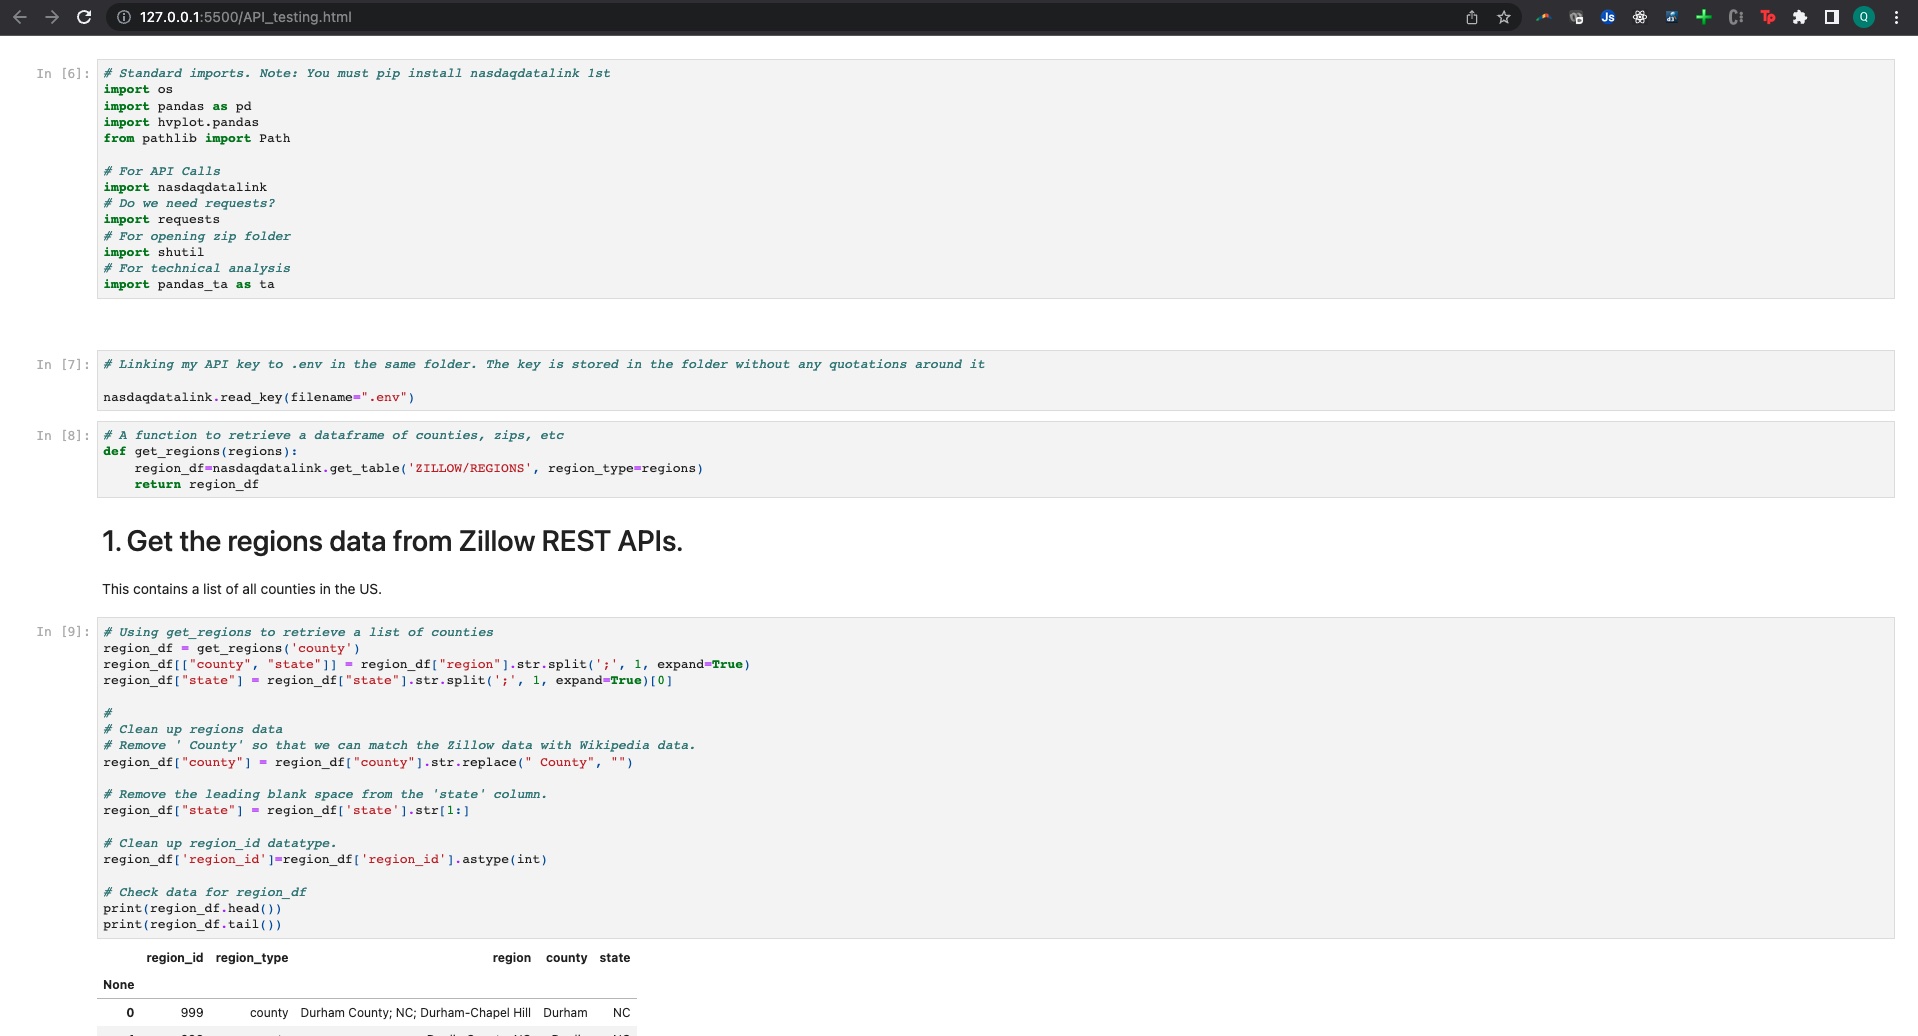 127.0.0.1:5500/API_testing.html
Js
d3
C
Tp
Q
In [6]:
# Standard imports. Note: You must pip install nasdaqdatalink 1st
import os
import pandas as pd
import hvplot.pandas
from pathlib import Path
# For API Calls
import nasdaqdatalink
# Do we need requests?
import requests
# For opening zip folder
import shutil
# For technical analysis
import pandas_ta as ta
In [7]:
# Linking my API key to .env in the same folder. The key is stored in the folder without any quotations around it
nasdaqdatalink.read_key(filename=".env")
In [8]:
# A function to retrieve a dataframe of counties, zips, etc
def get_regions(regions):
    region_df=nasdaqdatalink.get_table('ZILLOW/REGIONS', region_type=regions)
    return region_df
1. Get the regions data from Zillow REST APIs.
This contains a list of all counties in the US.
In [9]:
# Using get_regions to retrieve a list of counties
region_df = get_regions('county')
region_df[["county", "state"]] = region_df["region"].str.split(';', 1, expand=True)
region_df["state"] = region_df["state"].str.split(';', 1, expand=True)[0]
#
# Clean up regions data
# Remove ' County' so that we can match the Zillow data with Wikipedia data.
region_df["county"] = region_df["county"].str.replace(" County", "")
# Remove the leading blank space from the 'state' column.
region_df["state"] = region_df['state'].str[1:]
# Clean up region_id datatype.
region_df['region_id']=region_df['region_id'].astype(int)
# Check data for region_df
print(region_df.head())
print(region_df.tail())
region_id region_type region county state
None
0 999 county Durham County; NC; Durham-Chapel Hill Durham NC